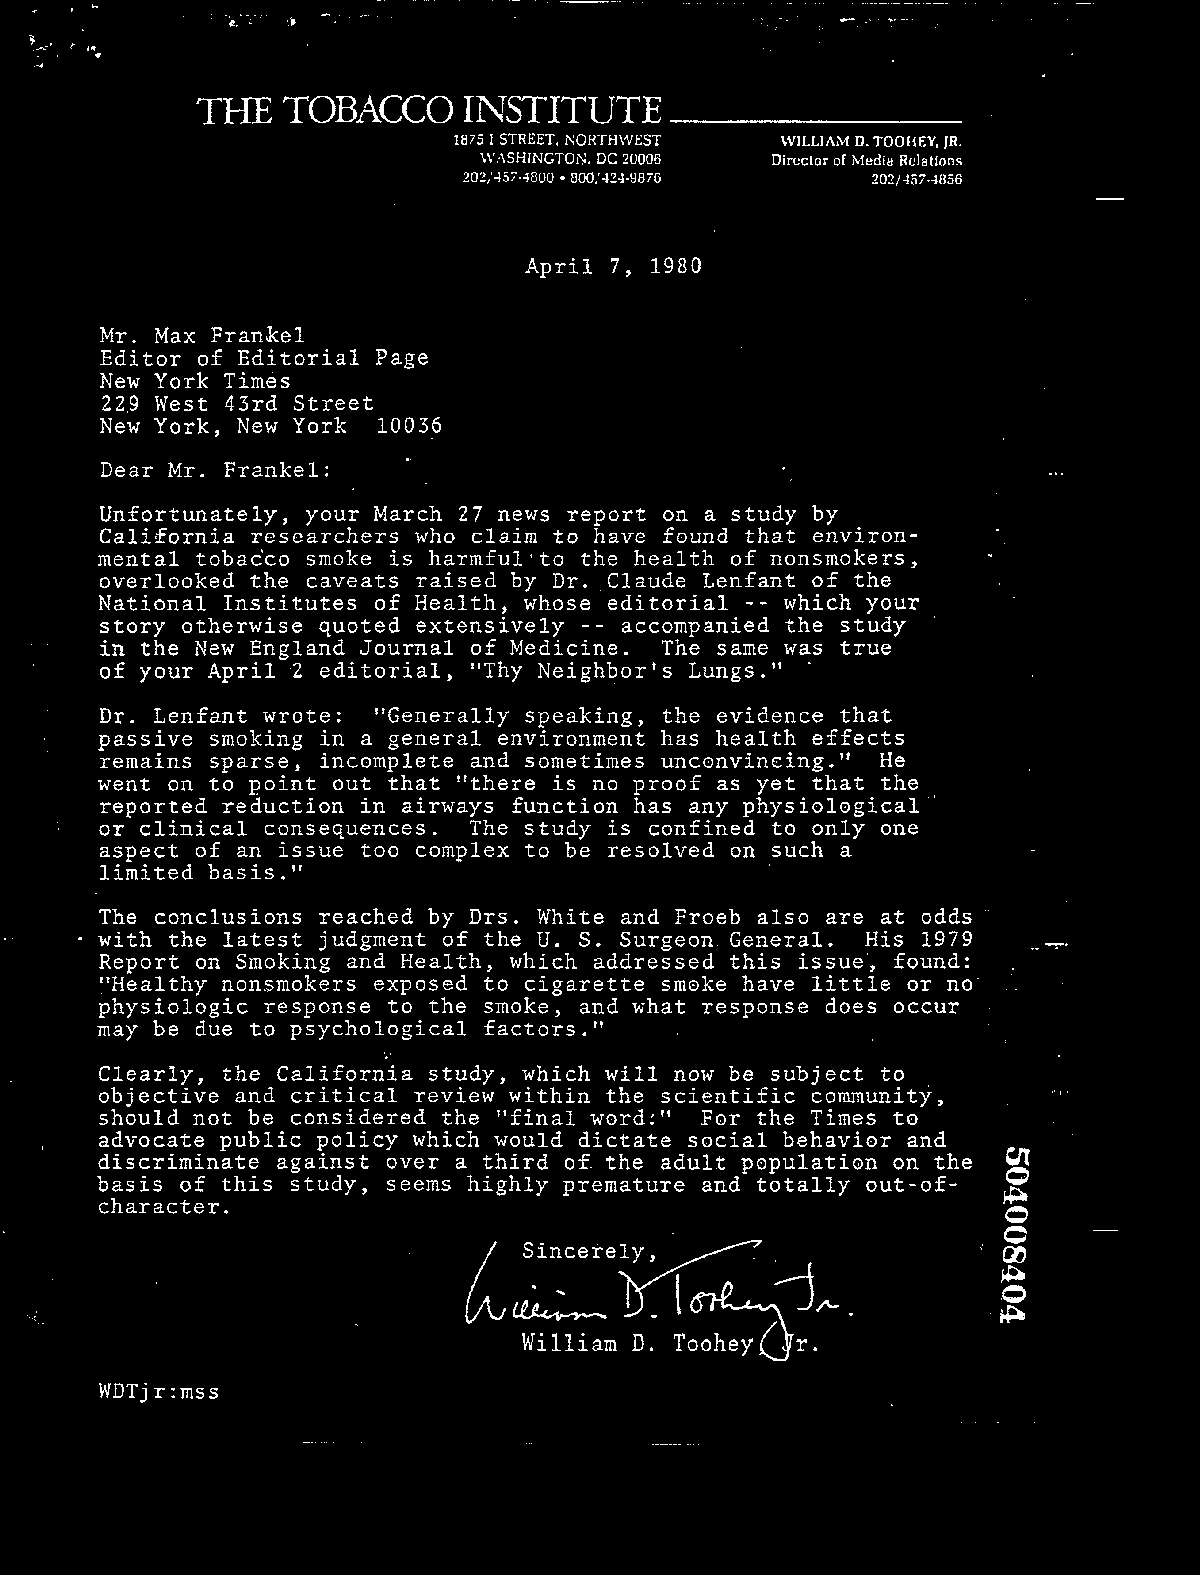 THE TOBACCO INSTITUTE
1875 I STREET, NORTHWEST
WASHINGTON, DC 20006
202/457-4800 • 800/424-9876
WILLIAM D. TOOHEY, JR.
Director of Media Relations
202/457-4856
April 7, 1980
Mr. Max Frankel
Editor of Editorial Page
New York Times
229 West 43rd Street
New York, New York 10036
Dear Mr. Frankel:
Unfortunately, your March 27 news report on a study by
California researchers who claim to have found that environ-
mental tobacco smoke is harmful to the health of nonsmokers,
overlooked the caveats raised by Dr. Claude Lenfant of the
National Institutes of Health, whose editorial -- which your
story otherwise quoted extensively -- accompanied the study
in the New England Journal of Medicine. The same was true
of your April 2 editorial, "Thy Neighbor's Lungs."
Dr. Lenfant wrote: "Generally speaking, the evidence that
passive smoking in a general environment has health effects
remains sparse, incomplete and sometimes unconvincing." He
went on to point out that "there is no proof as yet that the
reported reduction in airways function has any physiological
or clinical consequences. The study is confined to only one
aspect of an issue too complex to be resolved on such a
limited basis."
The conclusions reached by Drs. White and Froeb also are at odds
with the latest judgment of the U. S. Surgeon General. His 1979
Report on Smoking and Health, which addressed this issue, found:
"Healthy nonsmokers exposed to cigarette smoke have little or no
physiologic response to the smoke, and what response does occur
may be due to psychological factors."
Clearly, the California study, which will now be subject to
objective and critical review within the scientific community,
should not be considered the "final word:" For the Times to
advocate public policy which would dictate social behavior and
discriminate against over a third of the adult population on the
basis of this study, seems highly premature and totally out-of-
character.
Sincerely,
William D. Toohey Jr.
William D. Toohey Jr.
WDTjr:mss
504008404